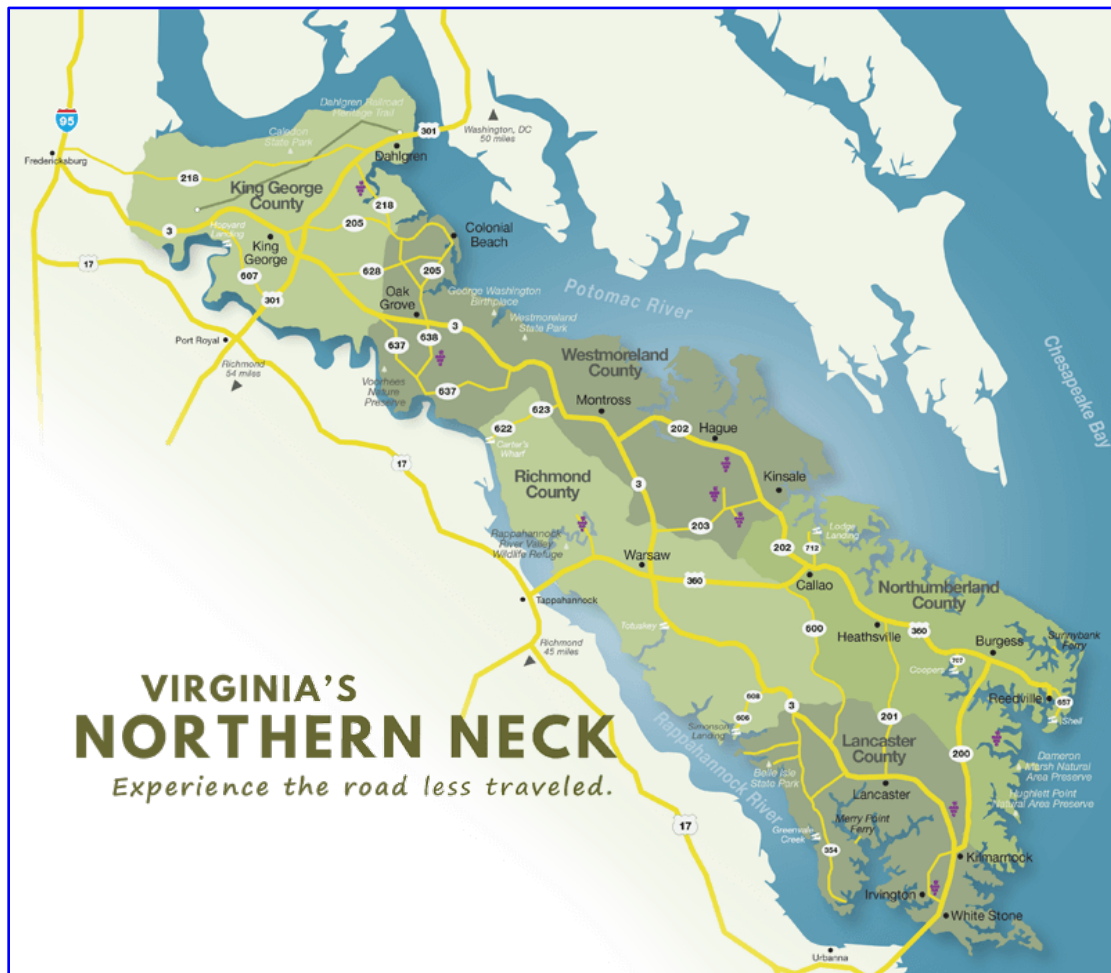 Dahlgren Railroad
Heritage Trail
95
301
Washington, DC
50 miles
Caledon
State Park
Fredericksburg
Dahlgren
218
King George
County
218
205
3
Hopyard
Landing
King
George
Colonial
Beach
17
607
628
205
301
Oak
Grove
George Washington
Birthplace
Potomac River
Westmoreland
State Park
3
Port Royal
637
638
Chesapeake Bay
Richmond
54 miles
Westmoreland
County
Voorhees
Nature
Preserve
637
Montross
623
622
202
Hague
Carter's
Wharf
17
Richmond
County
3
Kinsale
203
Rappahannock
River Valley
Wildlife Refuge
Lodge
Landing
202
712
Warsaw
360
Callao
Northumberland
County
Tappahannock
Totuskey
600
Heathsville
360
Burgess
Sunnybank
Ferry
Richmond
45 miles
Coopers
707
Reedville
657
Shell
VIRGINIA'S
NORTHERN NECK
Experience the road less traveled.
608
606
Simonson
Landing
3
201
Lancaster
County
200
Rappahannock River
Belle Isle
State Park
Lancaster
Dameron
Marsh Natural
Area Preserve
Hughlett Point
Natural Area Preserve
Merry Point
Ferry
17
Greenvale
Creek
354
Kilmarnock
Irvington
White Stone
Urbanna